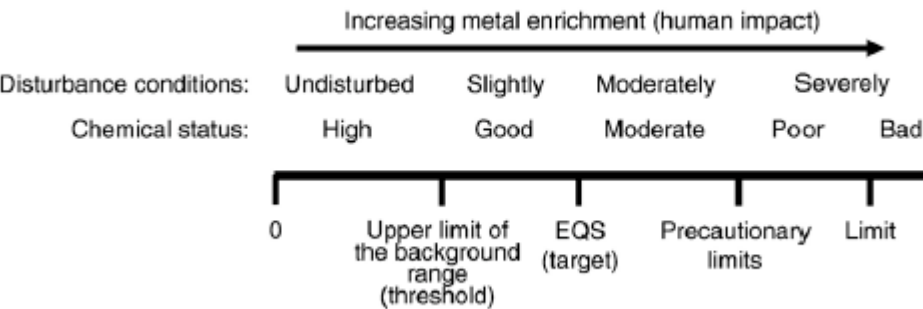 Increasing metal enrichment (human impact)
Disturbance conditions: Undisturbed Slightly Moderately Severely
Chemical status: High Good Moderate Poor Bad
0 Upper limit of EQS Precautionary Limit
the background (target) limits
range
(threshold)